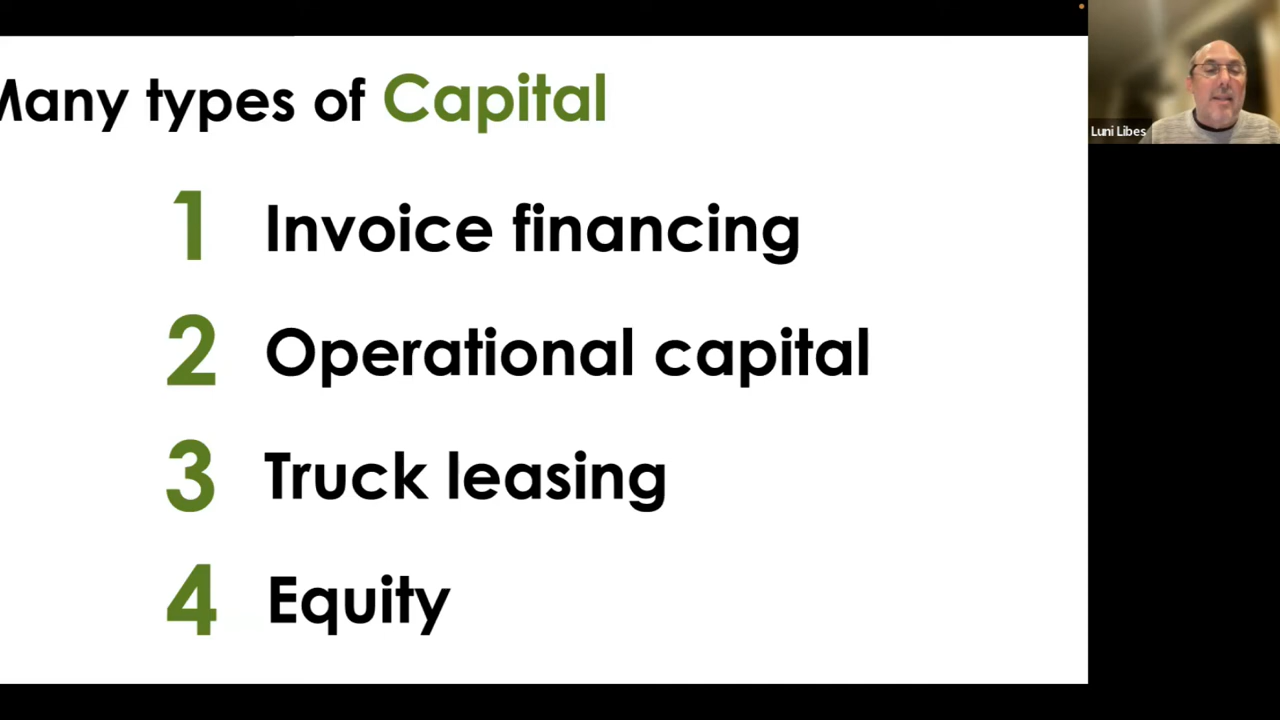 Many types of Capital
1 Invoice financing
2 Operational capital
3 Truck leasing
4 Equity
Luni Libes